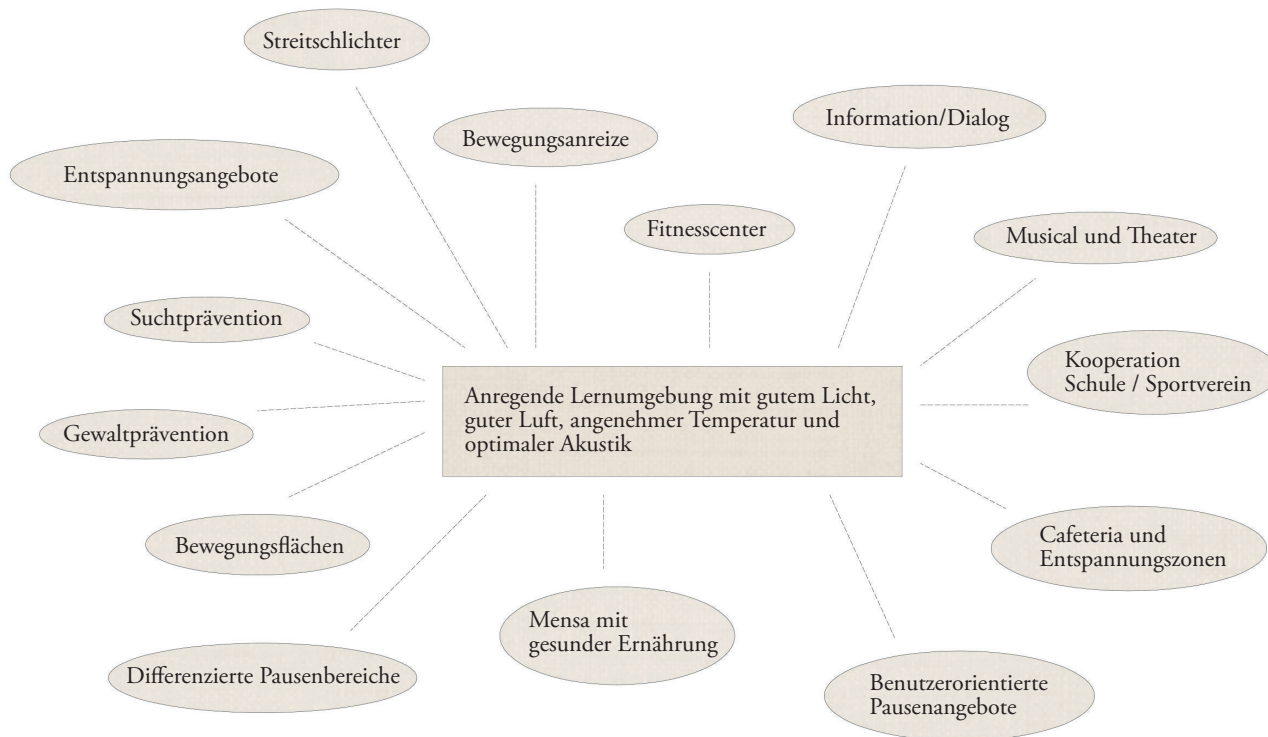 Streitschlichter
Information/Dialog
Bewegungsanreize
Entspannungsangebote
Fitnesscenter
Musical und Theater
Suchtprävention
Kooperation
Schule / Sportverein
Anregende Lernumgebung mit gutem Licht,
guter Luft, angenehmer Temperatur und
optimaler Akustik
Gewaltprävention
Bewegungsflächen
Cafeteria und
Entspannungszonen
Mensa mit
gesunder Ernährung
Differenzierte Pausenbereiche
Benutzerorientierte
Pausenangebote